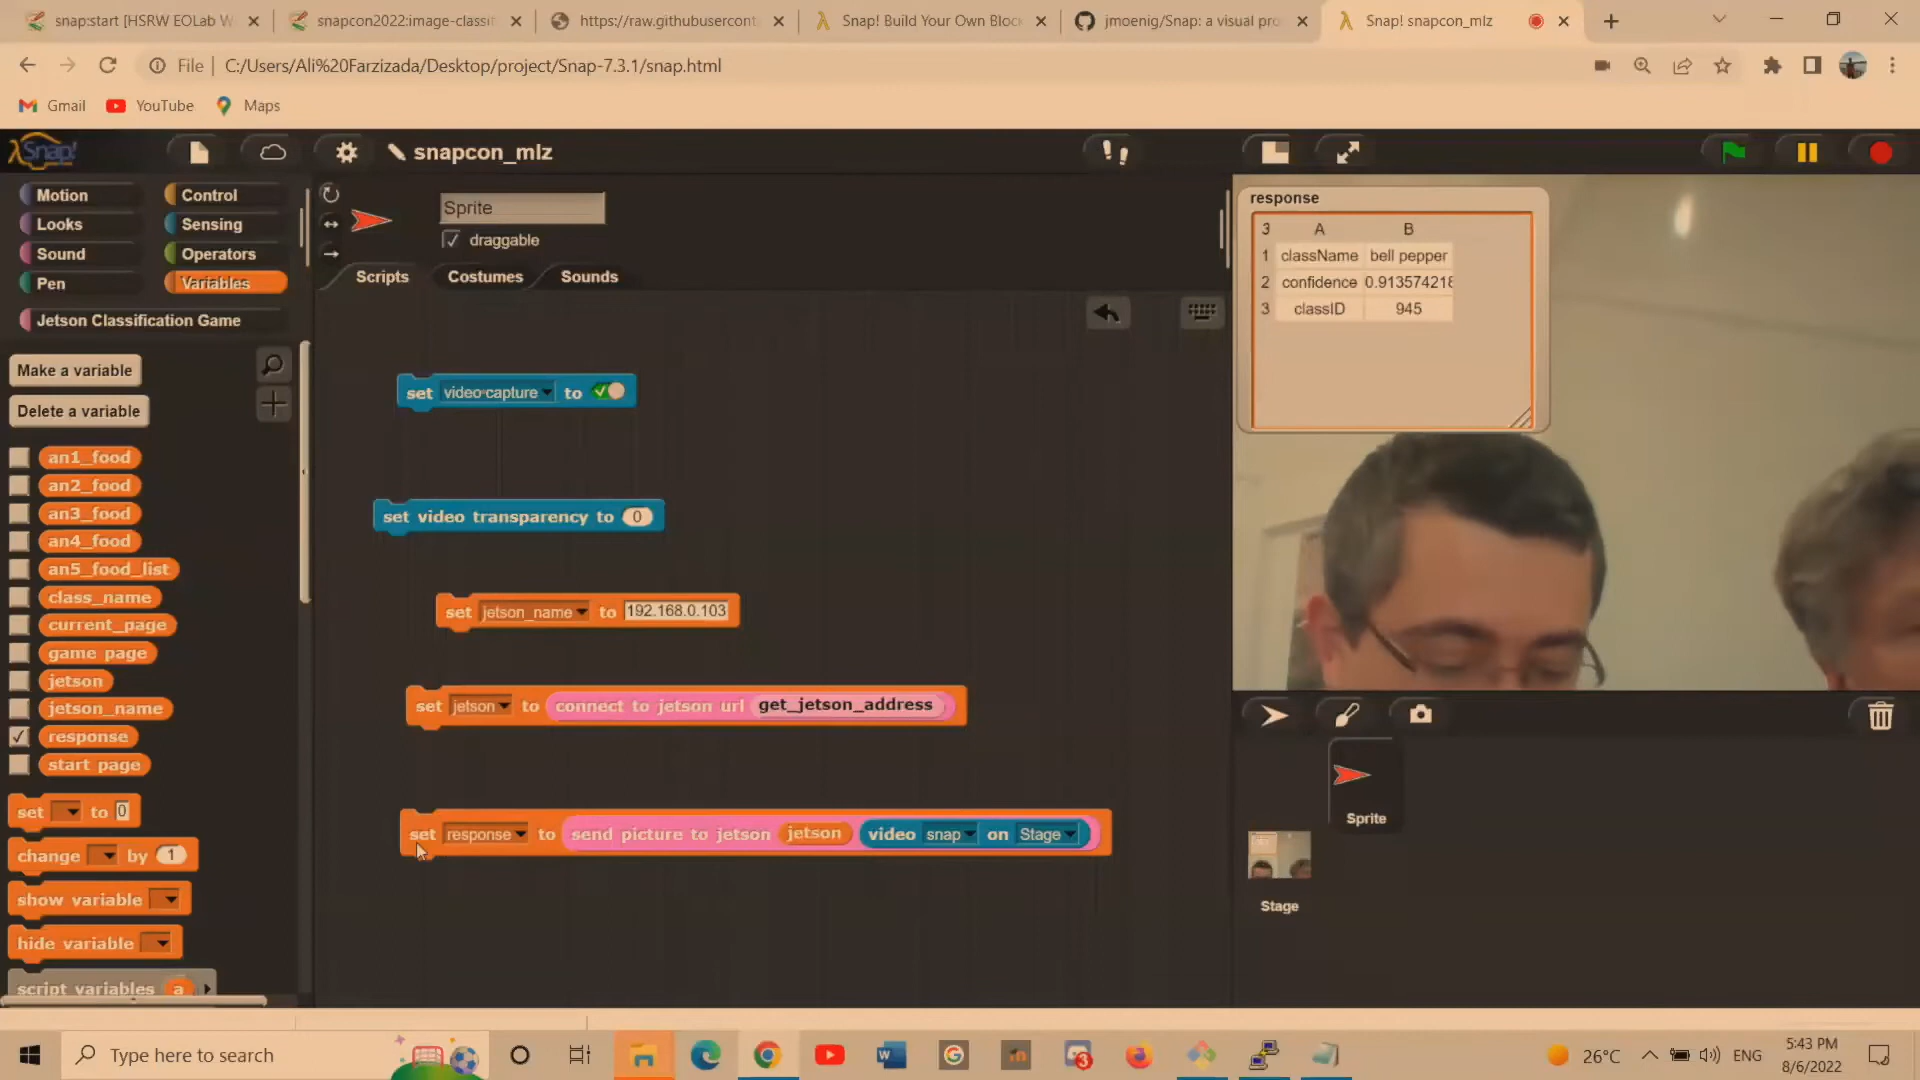 snap:start [HSRW EOLab W
snapcon2022:image-classif
https://raw.githubusercont
Snap! Build Your Own Block
jmoenig/Snap: a visual pro
Snap! snapcon_mlz
File
C:/Users/Ali%20Farzizada/Desktop/project/Snap-7.3.1/snap.html
Gmail
YouTube
Maps
λSnap!
snapcon_mlz
Motion
Control
Looks
Sensing
Sound
Operators
Pen
Variables
Jetson Classification Game
Sprite
draggable
Scripts
Costumes
Sounds
Make a variable
Delete a variable
an1_food
an2_food
an3_food
an4_food
an5_food_list
class_name
current_page
game page
jetson
jetson_name
response
start page
set to 0
change by 1
show variable
hide variable
script variables a
set video capture to
set video transparency to 0
set jetson_name to 192.168.0.103
set jetson to connect to jetson url get_jetson_address
set response to send picture to jetson jetson video snap on Stage
response
3 A B
1 className bell pepper
2 confidence 0.913574218
3 classID 945
Sprite
Stage
Type here to search
3
26°C
ENG
5:43 PM
8/6/2022